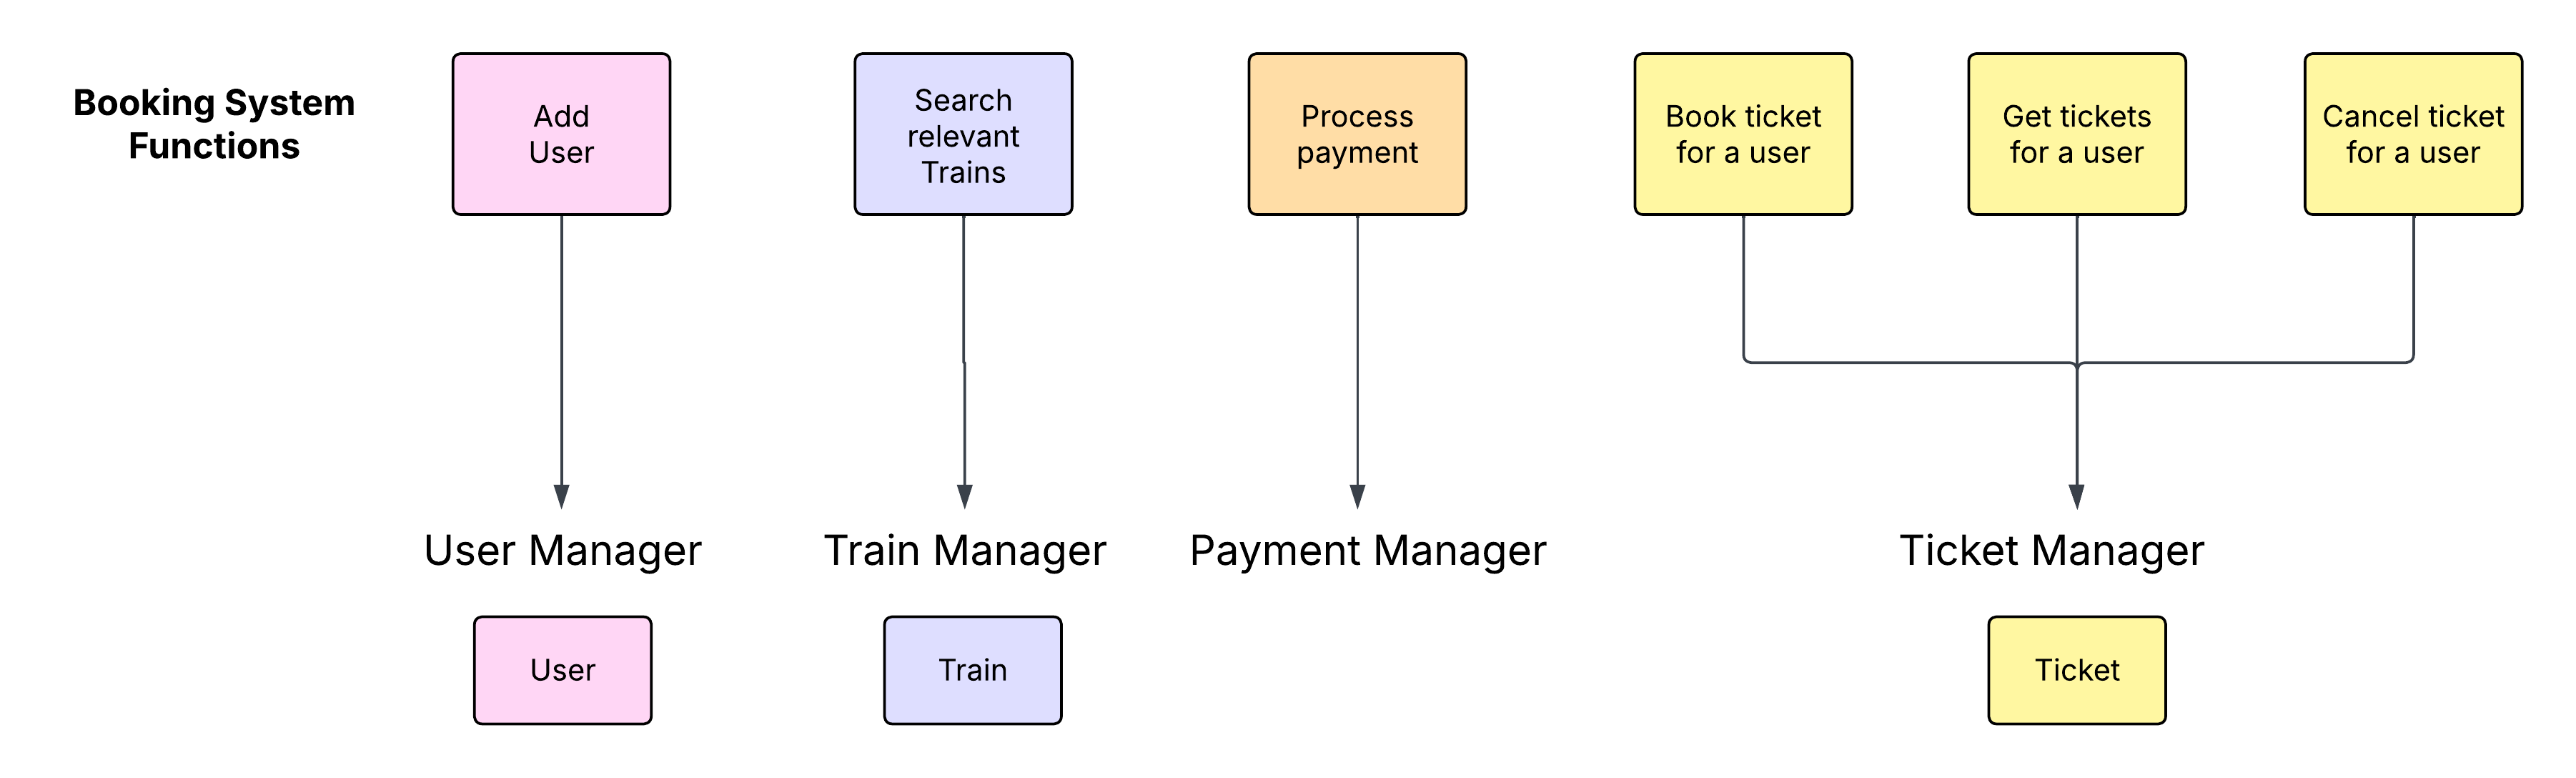 Booking System
Functions
Add
User
Search
relevant
Trains
Process
payment
Book ticket
for a user
Get tickets
for a user
Cancel ticket
for a user
User Manager
Train Manager
Payment Manager
Ticket Manager
User
Train
Ticket